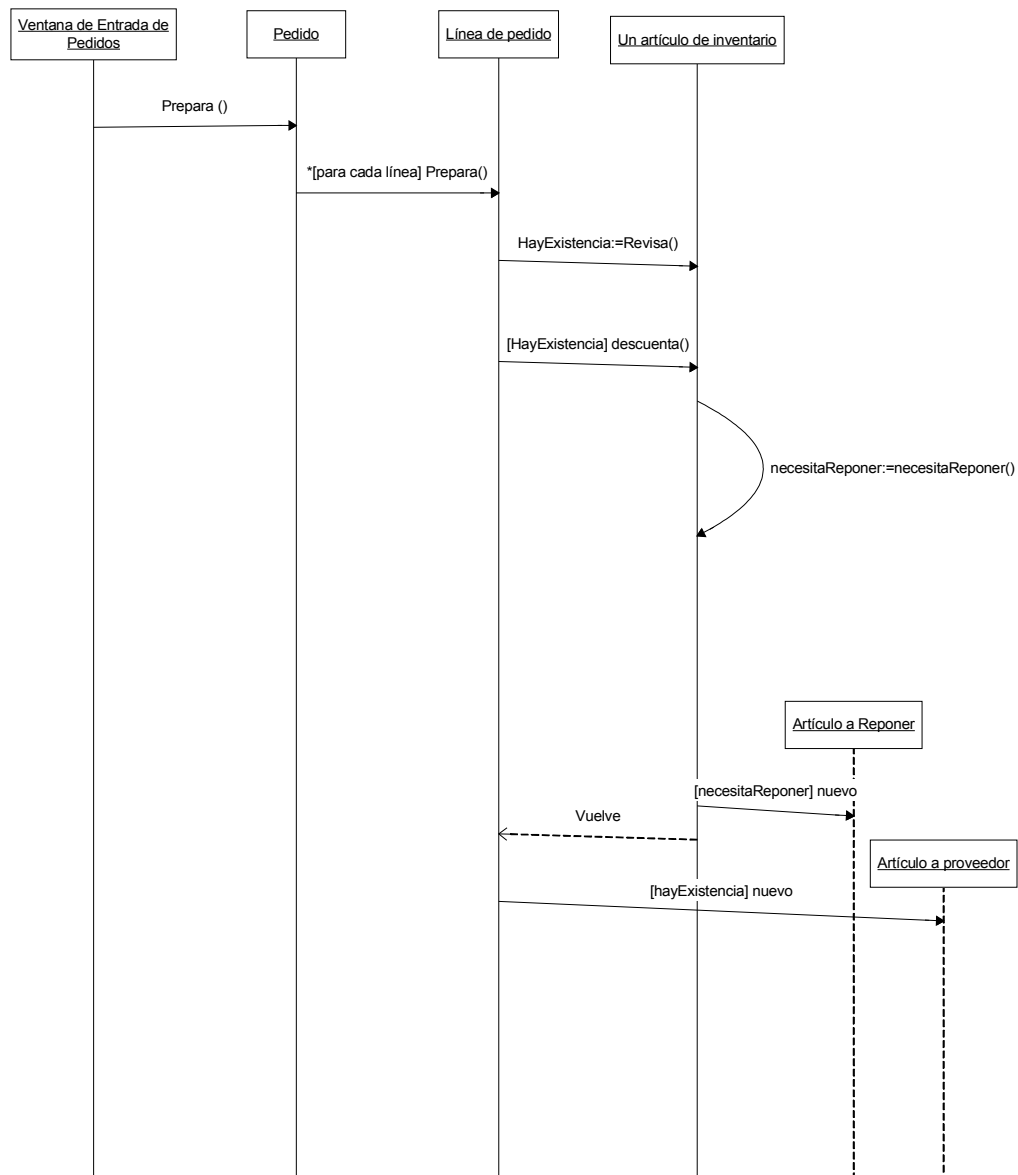 Ventana de Entrada de
Pedidos
Pedido
Línea de pedido
Un artículo de inventario
Prepara ()
*[para cada línea] Prepara()
HayExistencia:=Revisa()
[HayExistencia] descuenta()
necesitaReponer:=necesitaReponer()
Artículo a Reponer
[necesitaReponer] nuevo
Vuelve
Artículo a proveedor
[hayExistencia] nuevo